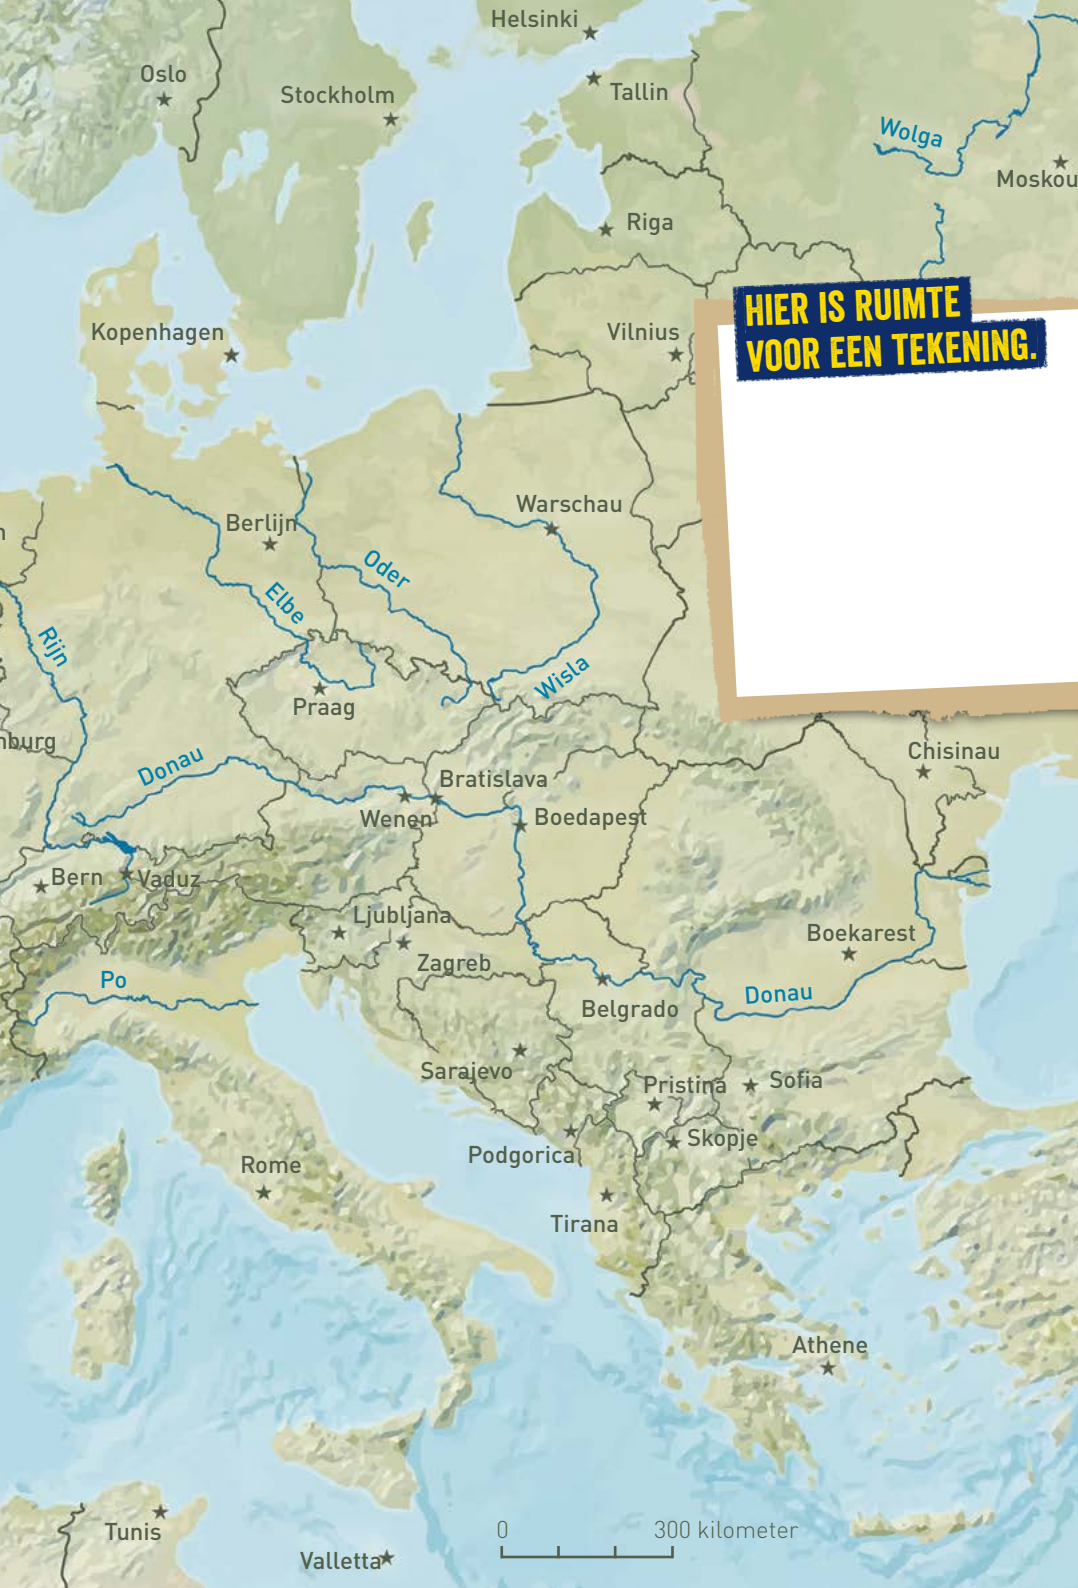 Helsinki
Oslo
Tallin
Stockholm
Wolga
Moskou
Riga
HIER IS RUIMTE
VOOR EEN TEKENING.
Kopenhagen
Vilnius
Warschau
Berlijn
Oder
Elbe
Rijn
Wisla
Praag
nburg
Donau
Chisinau
Bratislava
Wenen
Boedapest
Bern
Vaduz
Ljubljana
Boekarest
Zagreb
Po
Donau
Belgrado
Sarajevo
Pristina
Sofia
Skopje
Podgorica
Rome
Tirana
Athene
0
300 kilometer
Tunis
Valletta